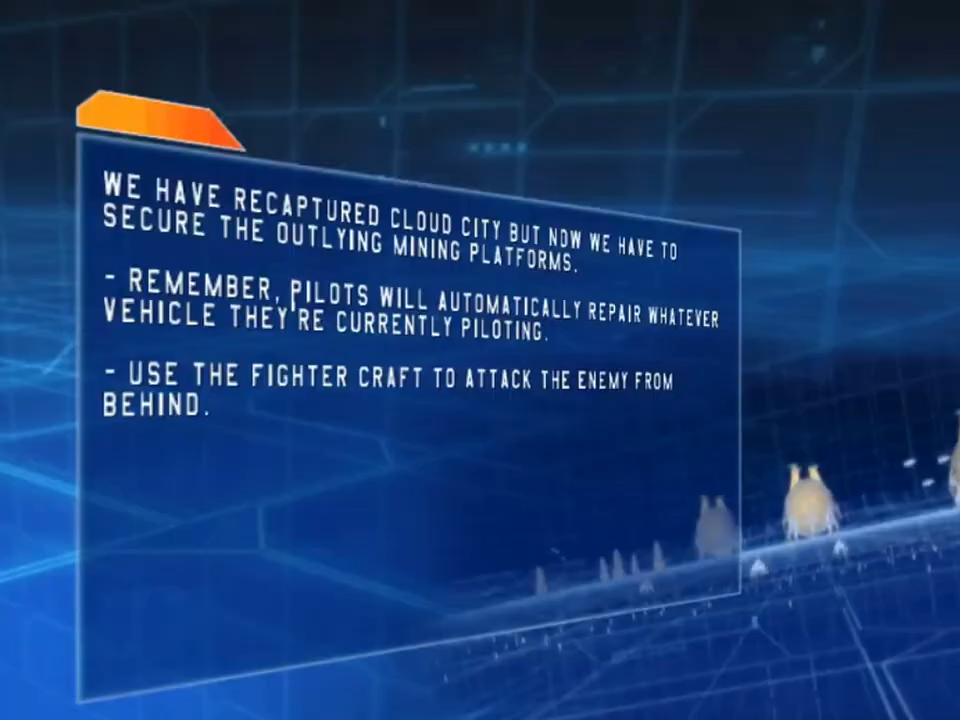 WE HAVE RECAPTURED CLOUD CITY BUT NOW WE HAVE TO
SECURE THE OUTLYING MINING PLATFORMS.
- REMEMBER, PILOTS WILL AUTOMATICALLY REPAIR WHATEVER
VEHICLE THEY'RE CURRENTLY PILOTING.
- USE THE FIGHTER CRAFT TO ATTACK THE ENEMY FROM
BEHIND.